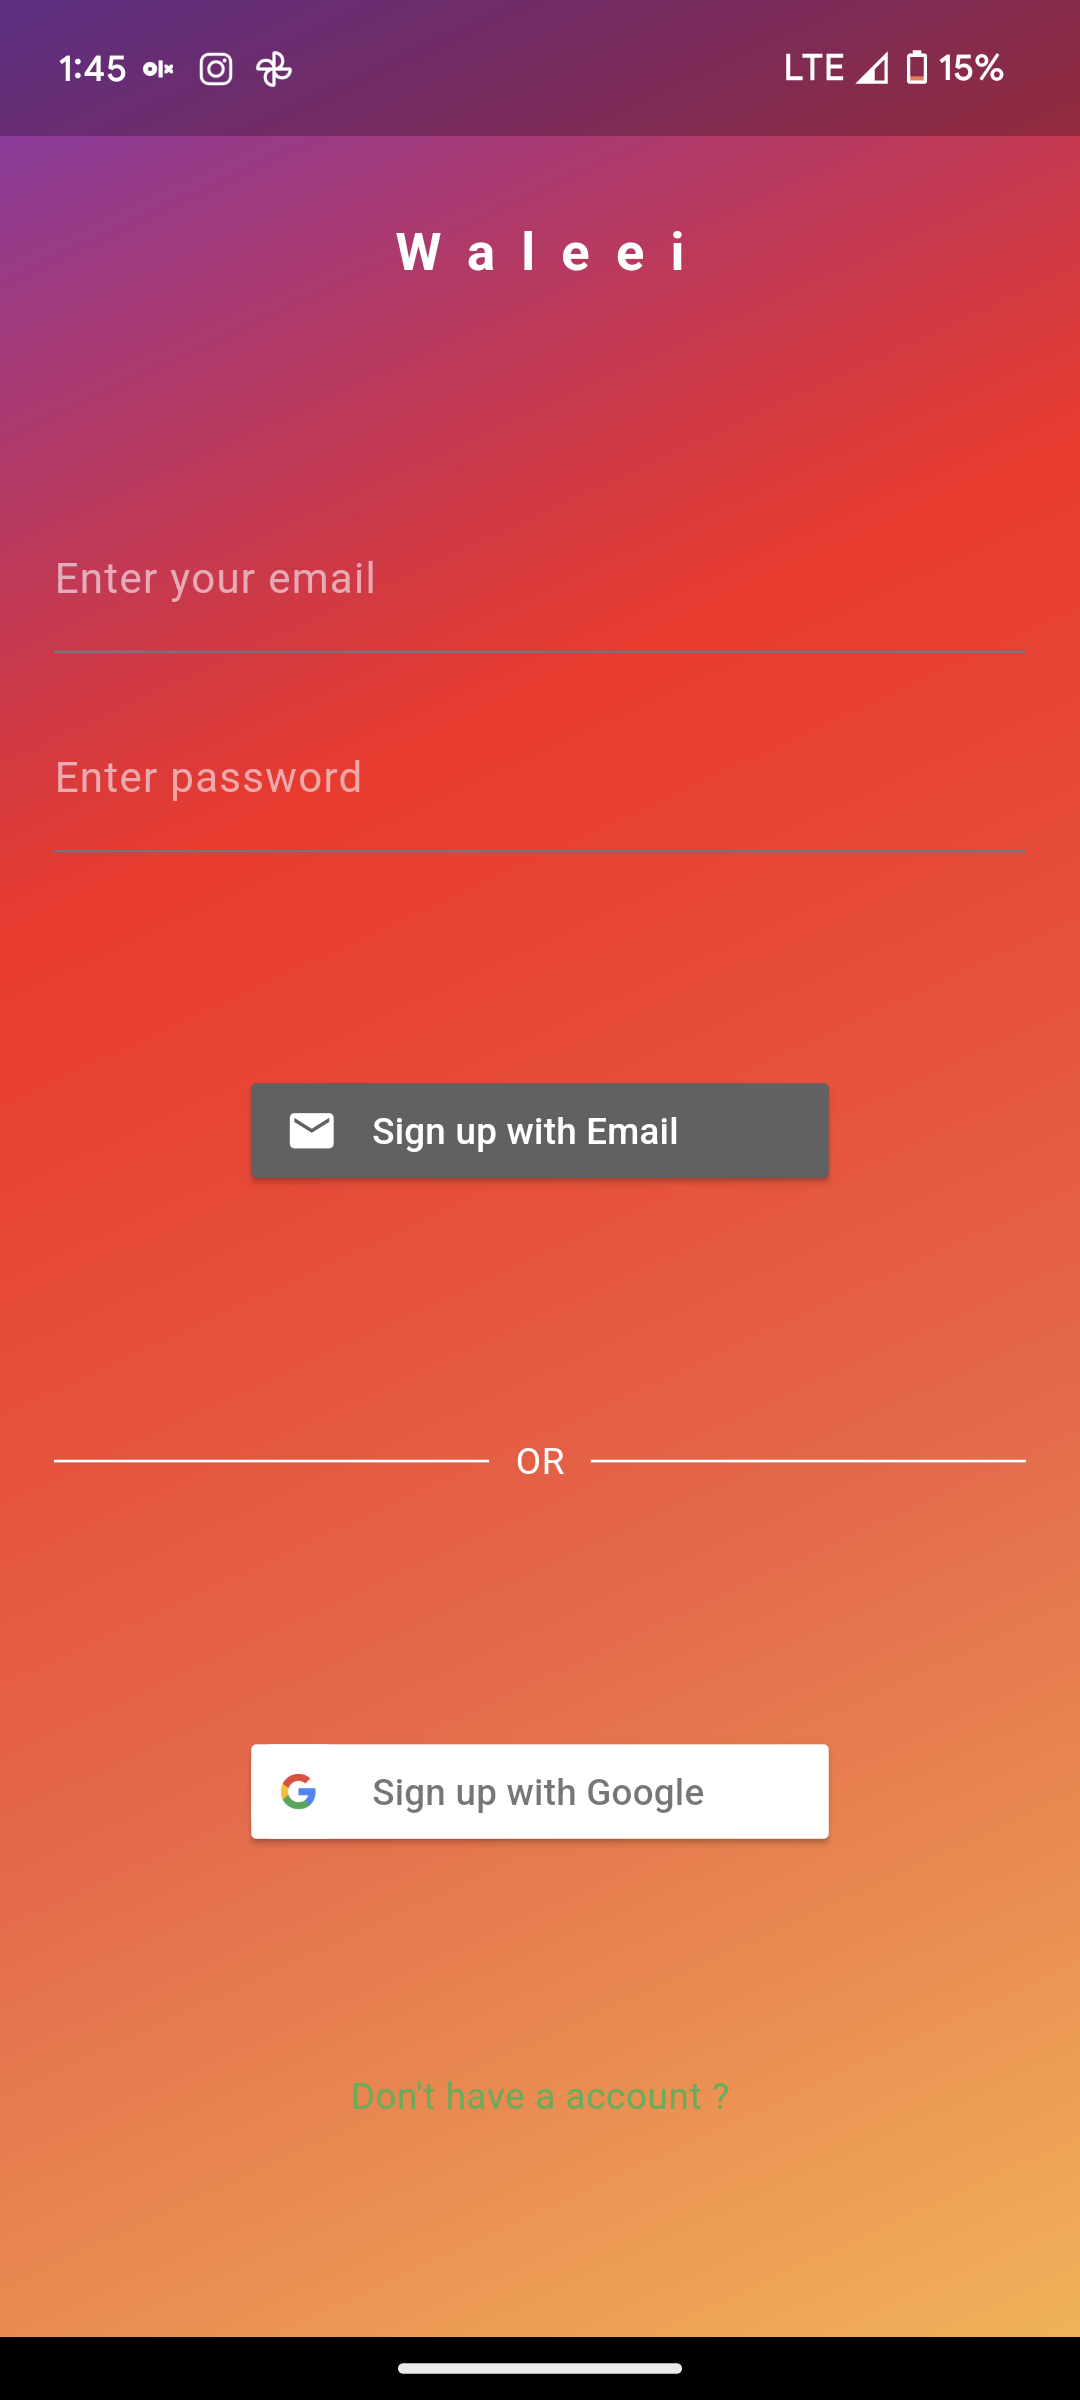 1:45 olx LTE 15%
Waleei
Enter your email
Enter password
Sign up with Email
OR
Sign up with Google
Don't have a account ?